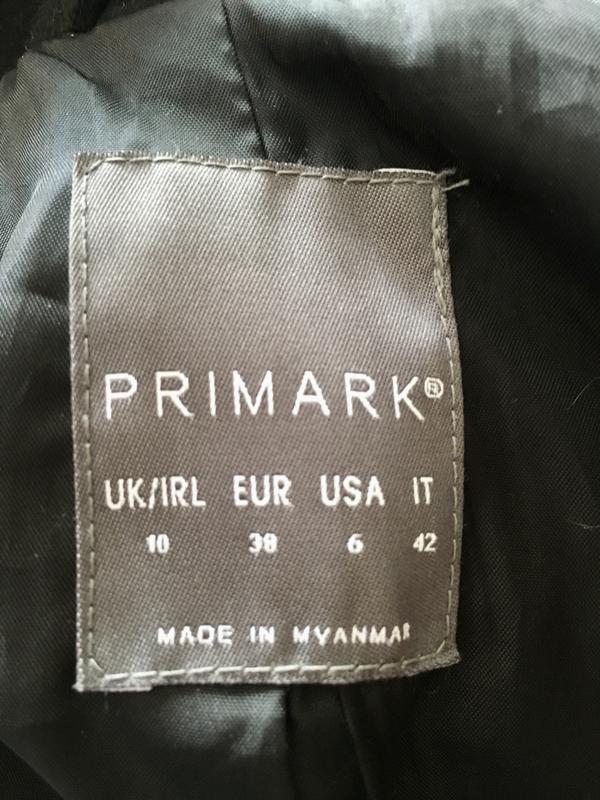 PRIMARK®
UK/IRL EUR USA IT
10 38 6 42
MADE IN MYANMAR